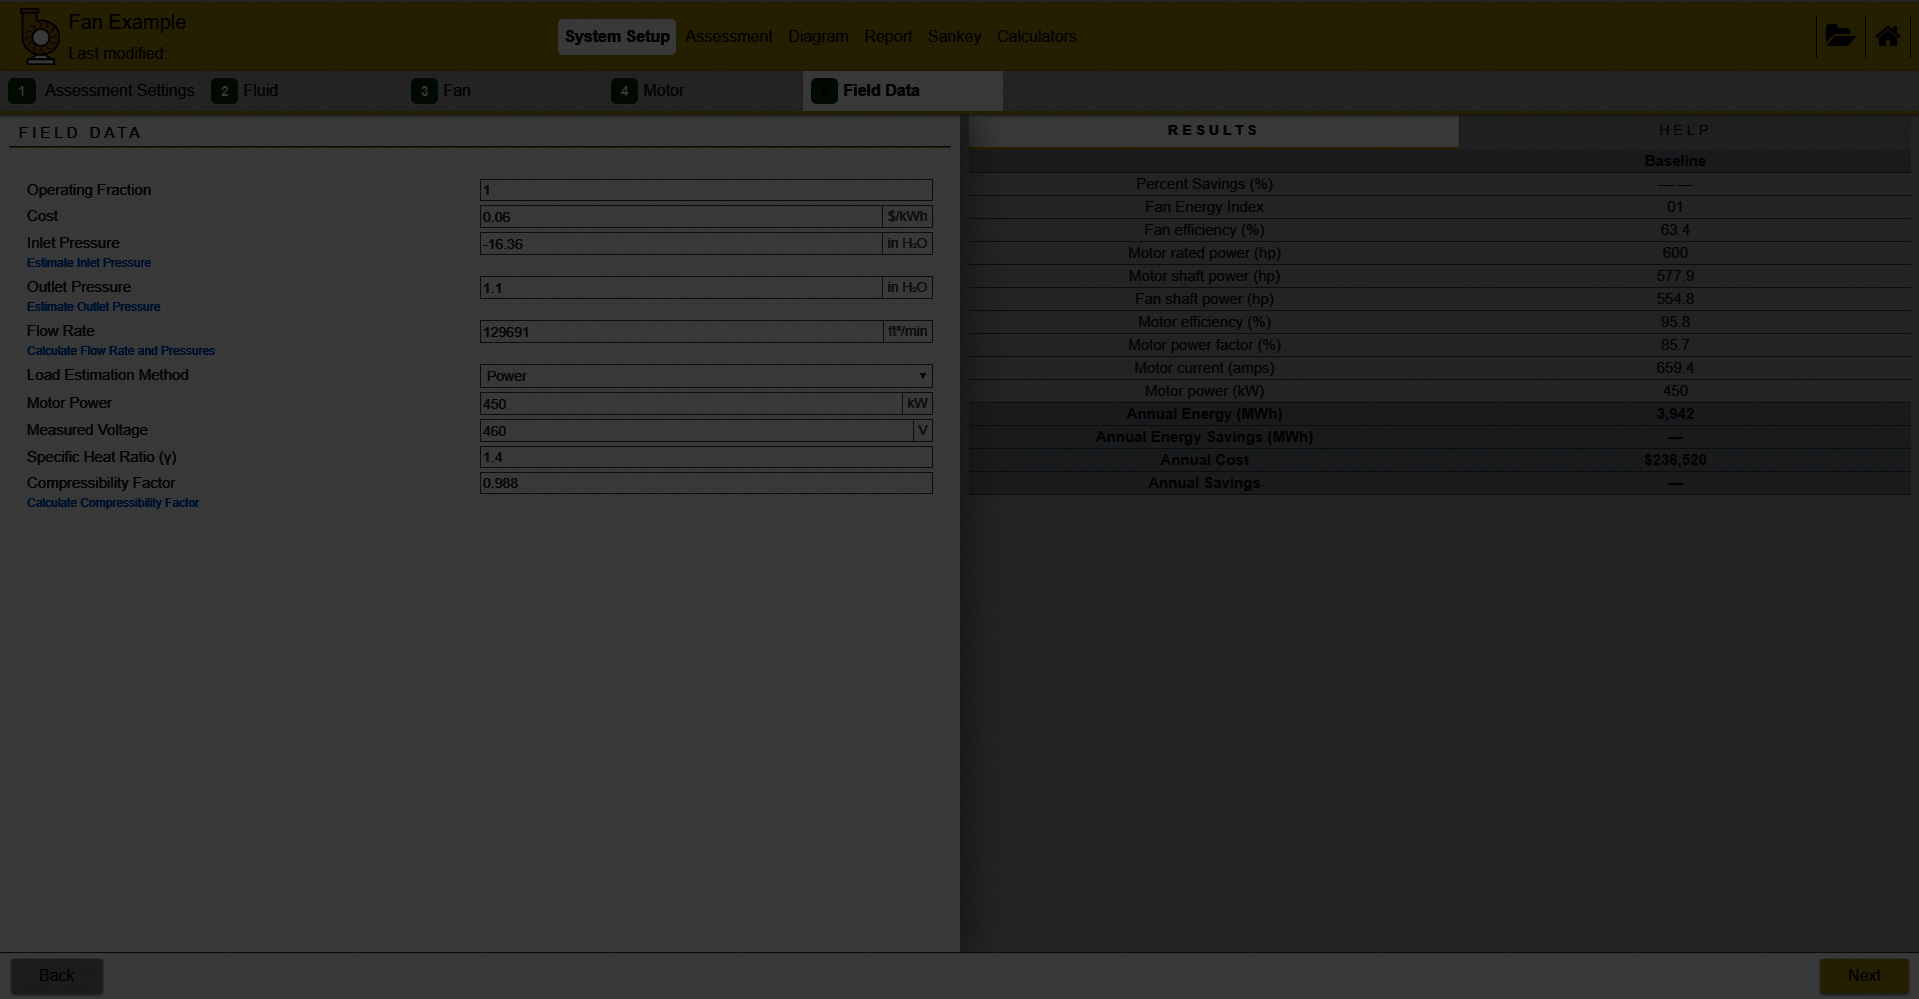 Fan Example
Last modified:
System Setup Assessment Diagram Report Sankey Calculators
1 Assessment Settings 2 Fluid 3 Fan 4 Motor Field Data
FIELD DATA
Operating Fraction 1
Cost 0.06 $/kWh
Inlet Pressure -16.36 in H₂O
Estimate Inlet Pressure
Outlet Pressure 1.1 in H₂O
Estimate Outlet Pressure
Flow Rate 129691 ft³/min
Calculate Flow Rate and Pressures
Load Estimation Method Power
Motor Power 450 kW
Measured Voltage 460 V
Specific Heat Ratio (γ) 1.4
Compressibility Factor 0.988
Calculate Compressibility Factor
RESULTS HELP
Baseline
Percent Savings (%) — —
Fan Energy Index 01
Fan efficiency (%) 63.4
Motor rated power (hp) 600
Motor shaft power (hp) 577.9
Fan shaft power (hp) 554.8
Motor efficiency (%) 95.8
Motor power factor (%) 85.7
Motor current (amps) 659.4
Motor power (kW) 450
Annual Energy (MWh) 3,942
Annual Energy Savings (MWh) —
Annual Cost $236,520
Annual Savings —
Back Next